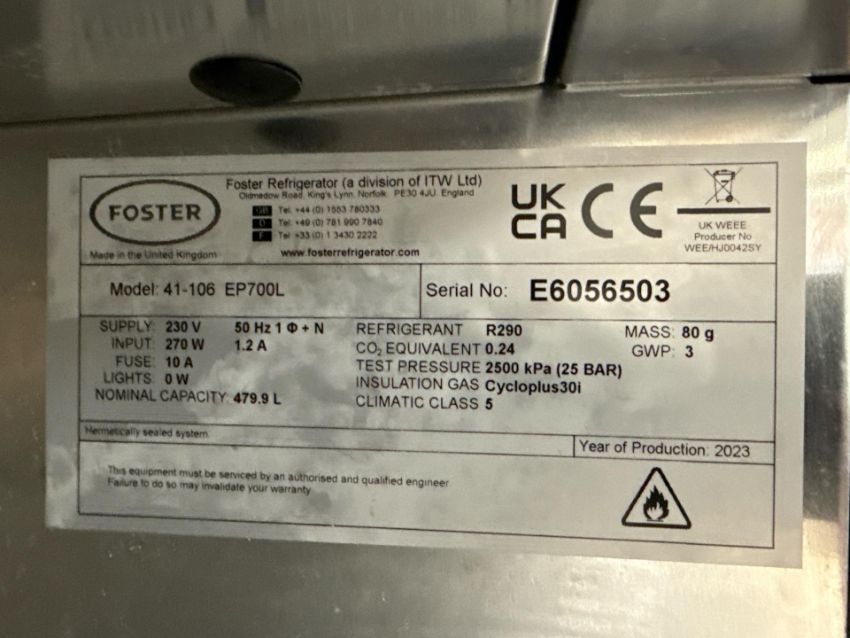 FOSTER
Made in the United Kingdom
Foster Refrigerator (a division of ITW Ltd)
Oldmedow Road, King's Lynn, Norfolk. PE30 4JU. England
GB Tel. +44 (0) 1553 780333
D Tel. +49 (0) 781 990 7840
F Tel. +33 (0) 1 3430 2222
www.fosterrefrigerator.com
UK
CA
CE
UK WEEE
Producer No
WEE/HJ0042SY
Model: 41-106 EP700L
Serial No: E6056503
SUPPLY: 230 V 50 Hz 1 Φ + N
INPUT: 270 W 1.2 A
FUSE: 10 A
LIGHTS: 0 W
NOMINAL CAPACITY: 479.9 L
REFRIGERANT R290 MASS: 80 g
CO₂ EQUIVALENT 0.24 GWP: 3
TEST PRESSURE 2500 kPa (25 BAR)
INSULATION GAS Cycloplus30i
CLIMATIC CLASS 5
Hermetically sealed system
Year of Production: 2023
This equipment must be serviced by an authorised and qualified engineer
Failure to do so may invalidate your warranty